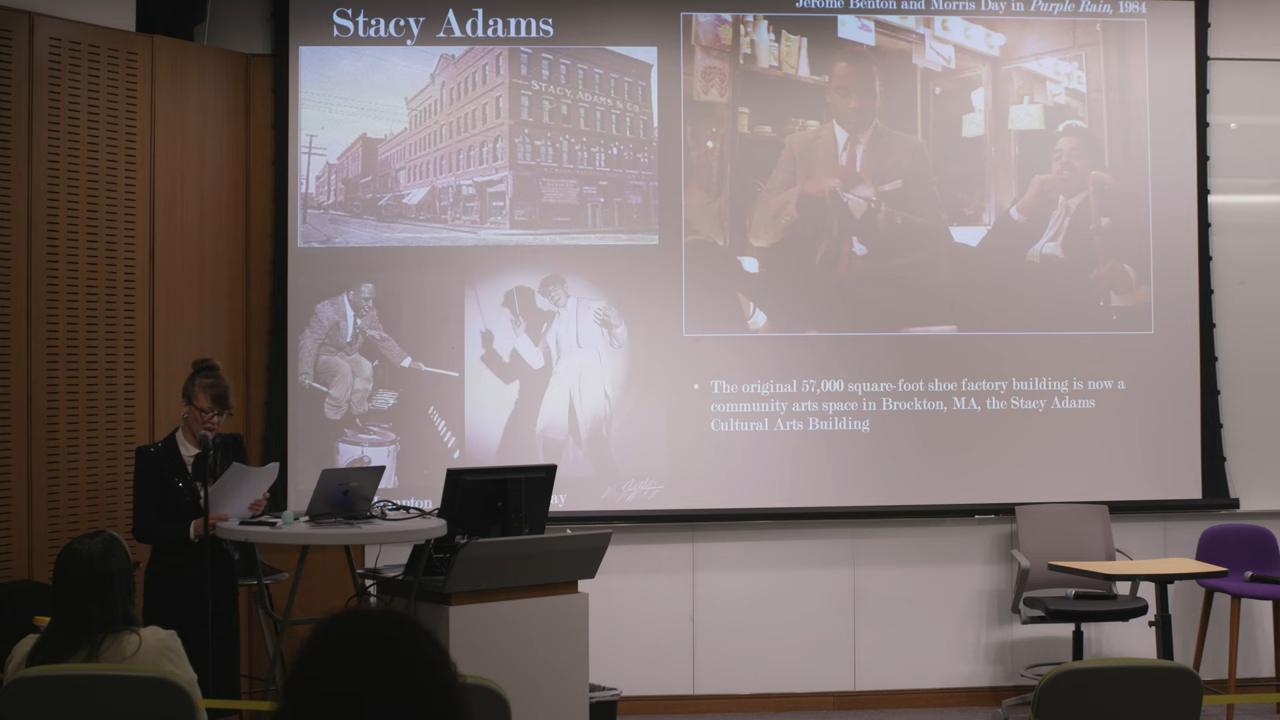 Stacy Adams
Jerome Benton and Morris Day in Purple Rain, 1984
STACY, ADAMS & CO.
• The original 57,000 square-foot shoe factory building is now a
community arts space in Brockton, MA, the Stacy Adams
Cultural Arts Building